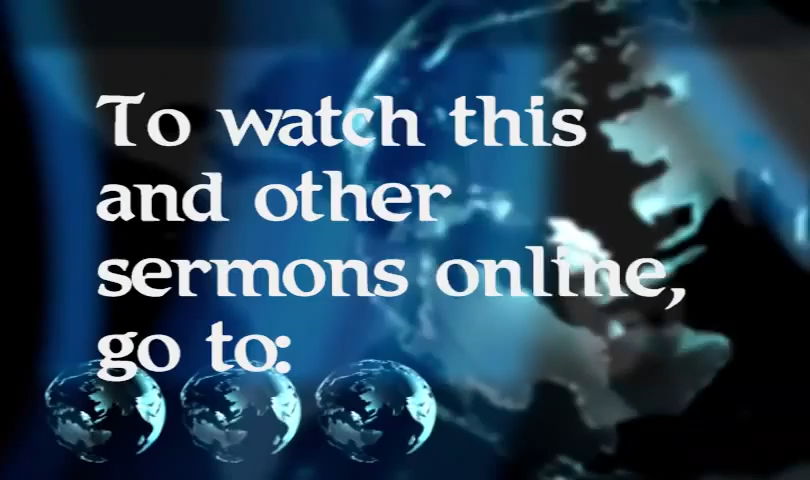 To watch this
and other
sermons online,
go to: